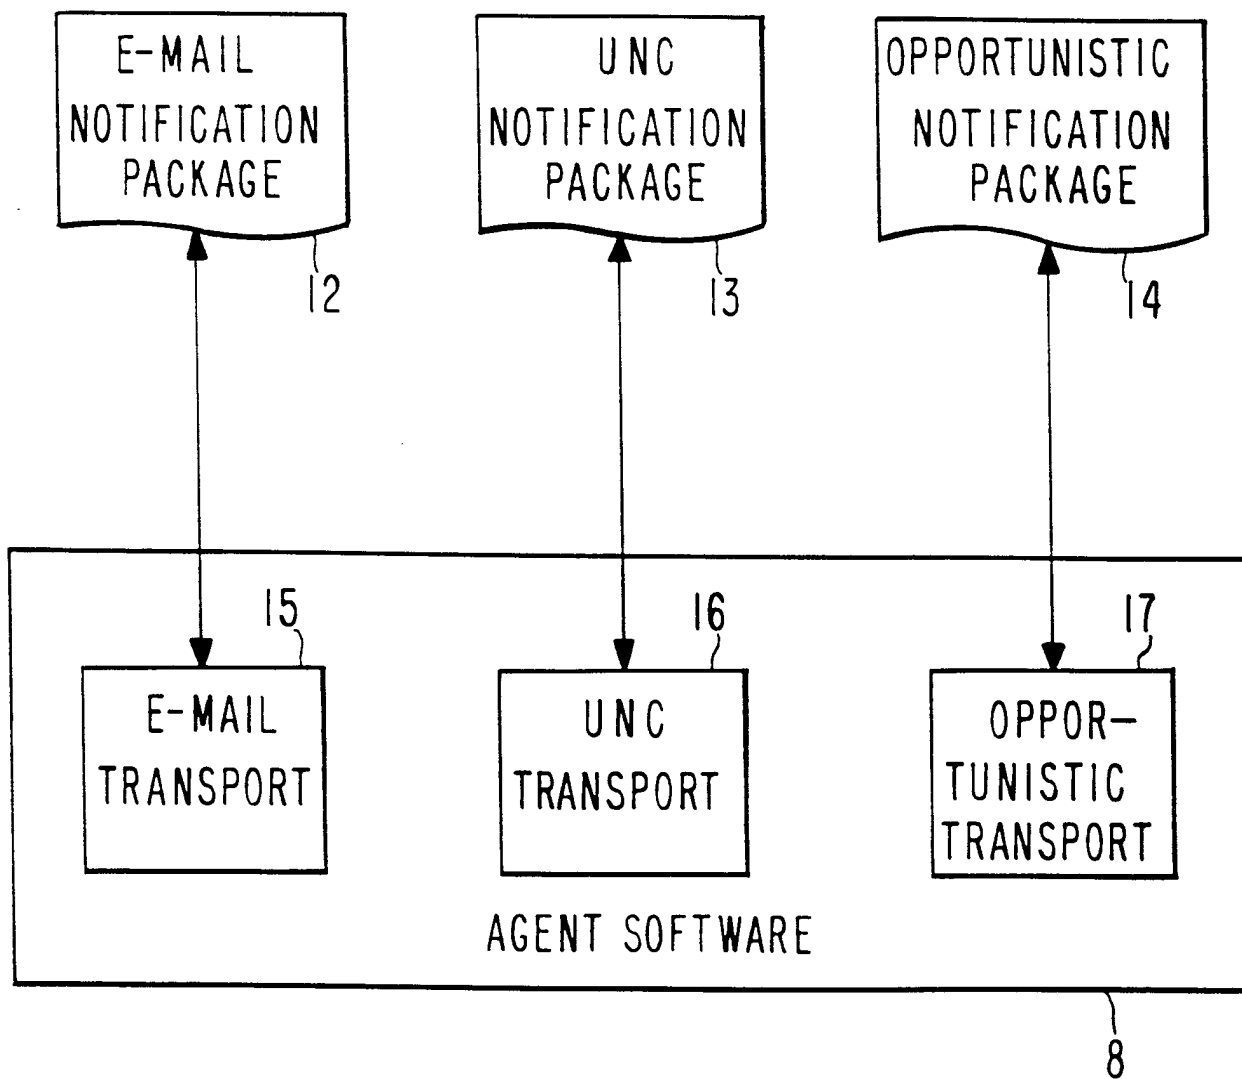 E-MAIL
NOTIFICATION
PACKAGE
12
UNC
NOTIFICATION
PACKAGE
13
OPPORTUNISTIC
NOTIFICATION
PACKAGE
14
15
E-MAIL
TRANSPORT
16
UNC
TRANSPORT
17
OPPOR-
TUNISTIC
TRANSPORT
AGENT SOFTWARE
8